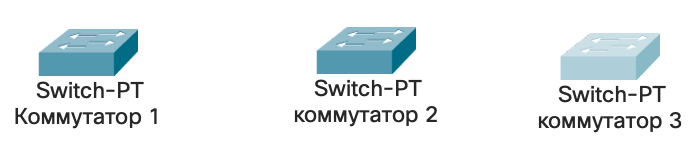 Switch-PT
Коммутатор 1
Switch-PT
коммутатор 2
Switch-PT
коммутатор 3